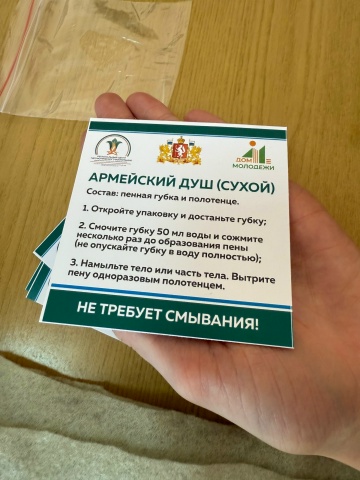 ДОМ
МОЛОДЕЖИ
АРМЕЙСКИЙ ДУШ (СУХОЙ)
Состав: пенная губка и полотенце.
1. Откройте упаковку и достаньте губку;
2. Смочите губку 50 мл воды и сожмите
несколько раз до образования пены
(не опускайте губку в воду полностью);
3. Намыльте тело или часть тела. Вытрите
пену одноразовым полотенцем.
НЕ ТРЕБУЕТ СМЫВАНИЯ!